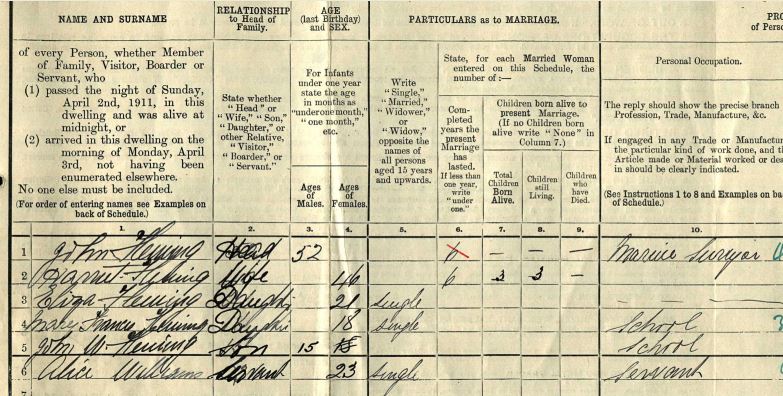 NAME AND SURNAME
RELATIONSHIP
to Head of
Family.
AGE
(last Birthday)
and SEX.
PARTICULARS as to MARRIAGE.
PRO
of Person
of every Person, whether Member
of Family, Visitor, Boarder or
Servant, who
(1) passed the night of Sunday,
April 2nd, 1911, in this
dwelling and was alive at
midnight, or
(2) arrived in this dwelling on the
morning of Monday, April
3rd, not having been
enumerated elsewhere.
No one else must be included.
(For order of entering names see Examples on
back of Schedule.)
State whether
"Head" or
"Wife," "Son,"
"Daughter," or
other Relative,
"Visitor,"
"Boarder," or
"Servant."
For Infants
under one year
state the age
in months as
"under one month,"
"one month,"
etc.
Ages
of
Males.
Ages
of
Females.
Write
"Single,"
"Married,"
"Widower,"
or
"Widow,"
opposite the
names of
all persons
aged 15 years
and upwards.
State, for each Married Woman
entered on this Schedule, the
number of:—
Com-
pleted
years the
present
Marriage
has
lasted.
If less than
one year,
write
"under
one."
Children born alive to
present Marriage.
(If no Children born
alive write "None" in
Column 7.)
Total
Children
Born
Alive.
Children
still
Living.
Children
who
have
Died.
Personal Occupation.
The reply should show the precise branch
Profession, Trade, Manufacture, &c.
If engaged in any Trade or Manufactur
the particular kind of work done, and th
Article made or Material worked or dea
in should be clearly indicated.
(See Instructions 1 to 8 and Examples on ba
of Schedule.)
1. 2. 3. 4. 5. 6. 7. 8. 9. 10.
1 John Fleming Head 52 6 — — — Marine Surveyor
2 Fleming Wife 46 6 3 3 —
3 Eliza Fleming 21 single
4 Mary Frances Fleming 18 single School
5 John W Fleming Son 15 15 School
6 Alice Williams Servant 23 single Servant
7